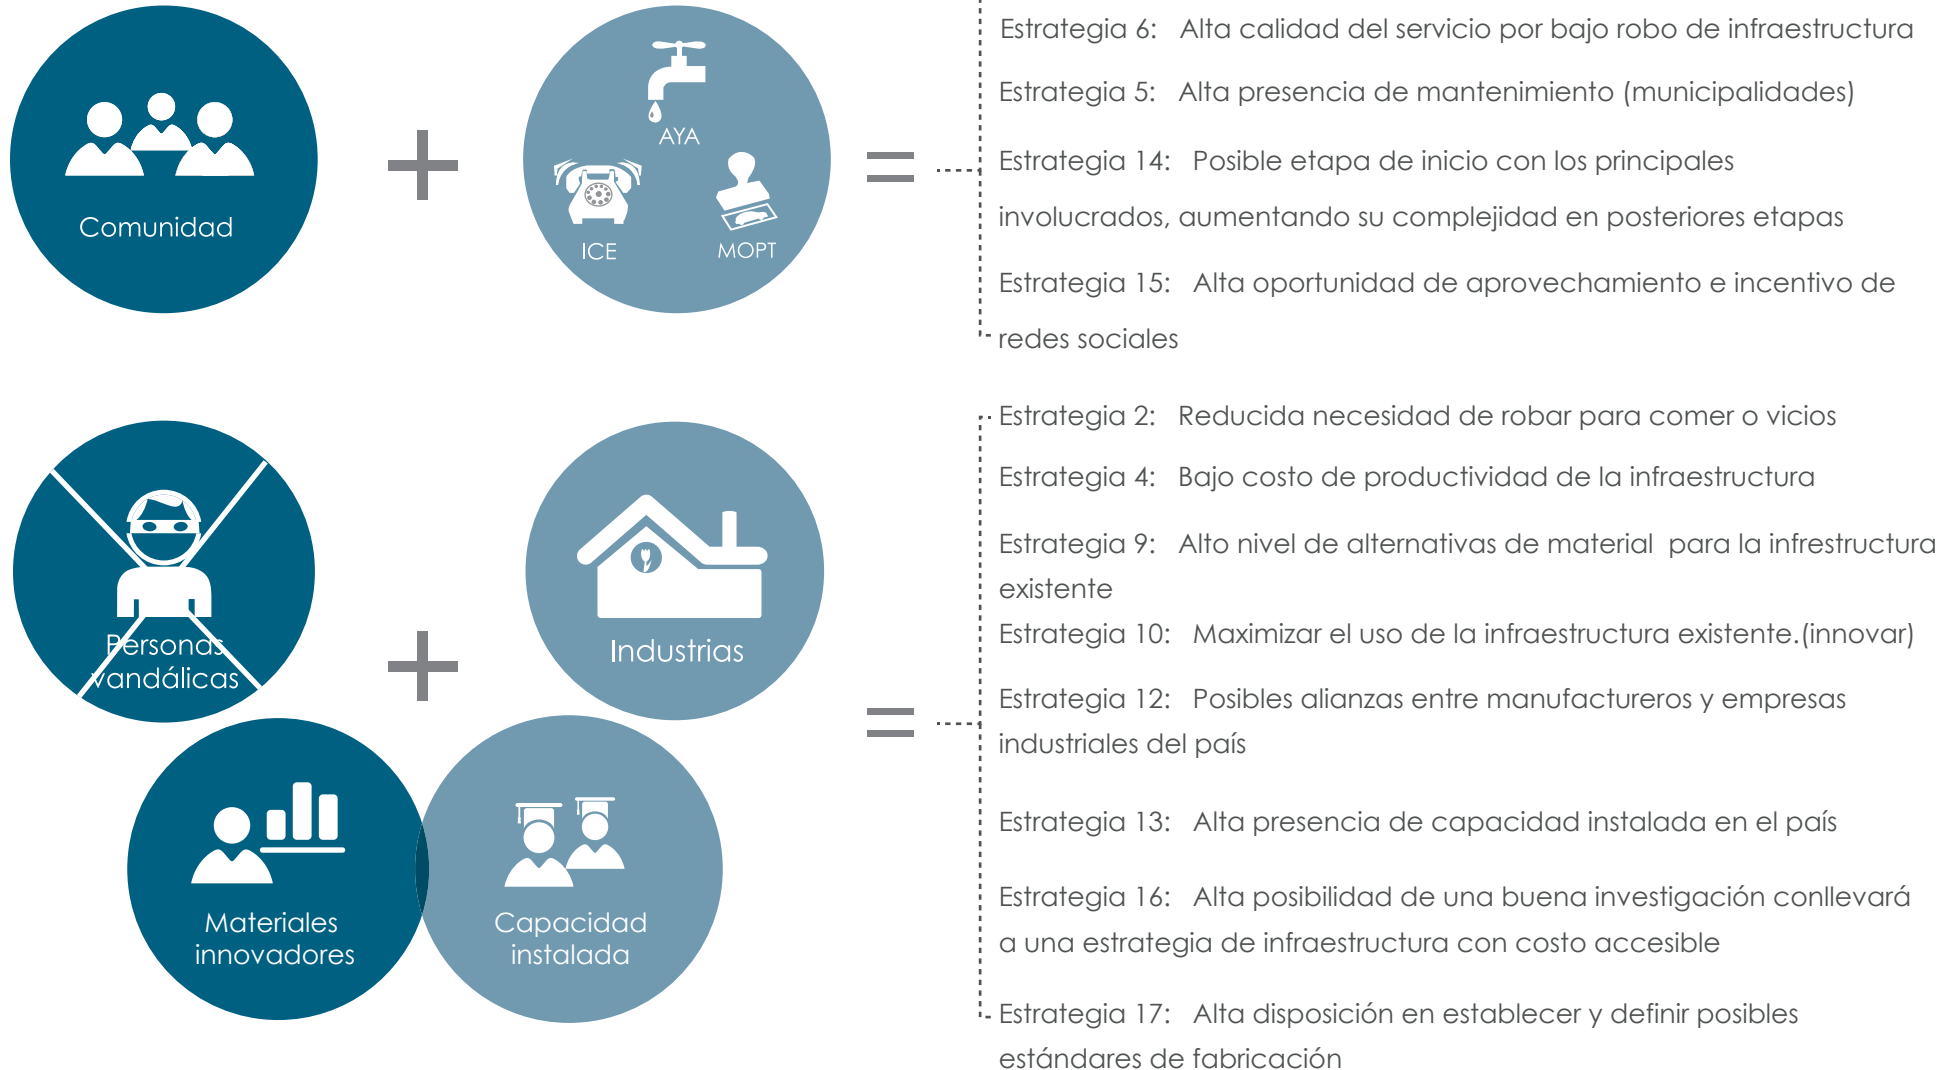 Comunidad
AYA
ICE
MOPT
Estrategia 6: Alta calidad del servicio por bajo robo de infraestructura
Estrategia 5: Alta presencia de mantenimiento (municipalidades)
Estrategia 14: Posible etapa de inicio con los principales
involucrados, aumentando su complejidad en posteriores etapas
Estrategia 15: Alta oportunidad de aprovechamiento e incentivo de
redes sociales
Personas
vandálicas
Industrias
Materiales
innovadores
Capacidad
instalada
Estrategia 2: Reducida necesidad de robar para comer o vicios
Estrategia 4: Bajo costo de productividad de la infraestructura
Estrategia 9: Alto nivel de alternativas de material para la infrestructura
existente
Estrategia 10: Maximizar el uso de la infraestructura existente.(innovar)
Estrategia 12: Posibles alianzas entre manufactureros y empresas
industriales del país
Estrategia 13: Alta presencia de capacidad instalada en el país
Estrategia 16: Alta posibilidad de una buena investigación conllevará
a una estrategia de infraestructura con costo accesible
Estrategia 17: Alta disposición en establecer y definir posibles
estándares de fabricación